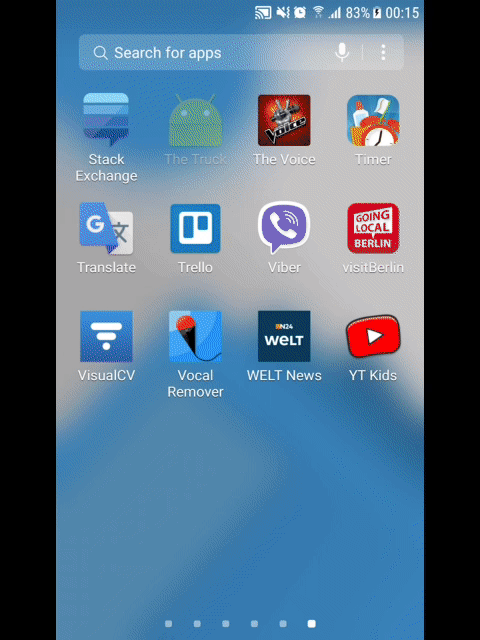 83% 00:15
Search for apps
Stack
Exchange
The Truck
The Voice
Timer
Translate
Trello
Viber
visitBerlin
VisualCV
Vocal
Remover
WELT News
YT Kids
Voice
G
文
GOING
LOCAL
BERLIN
N24
WELT